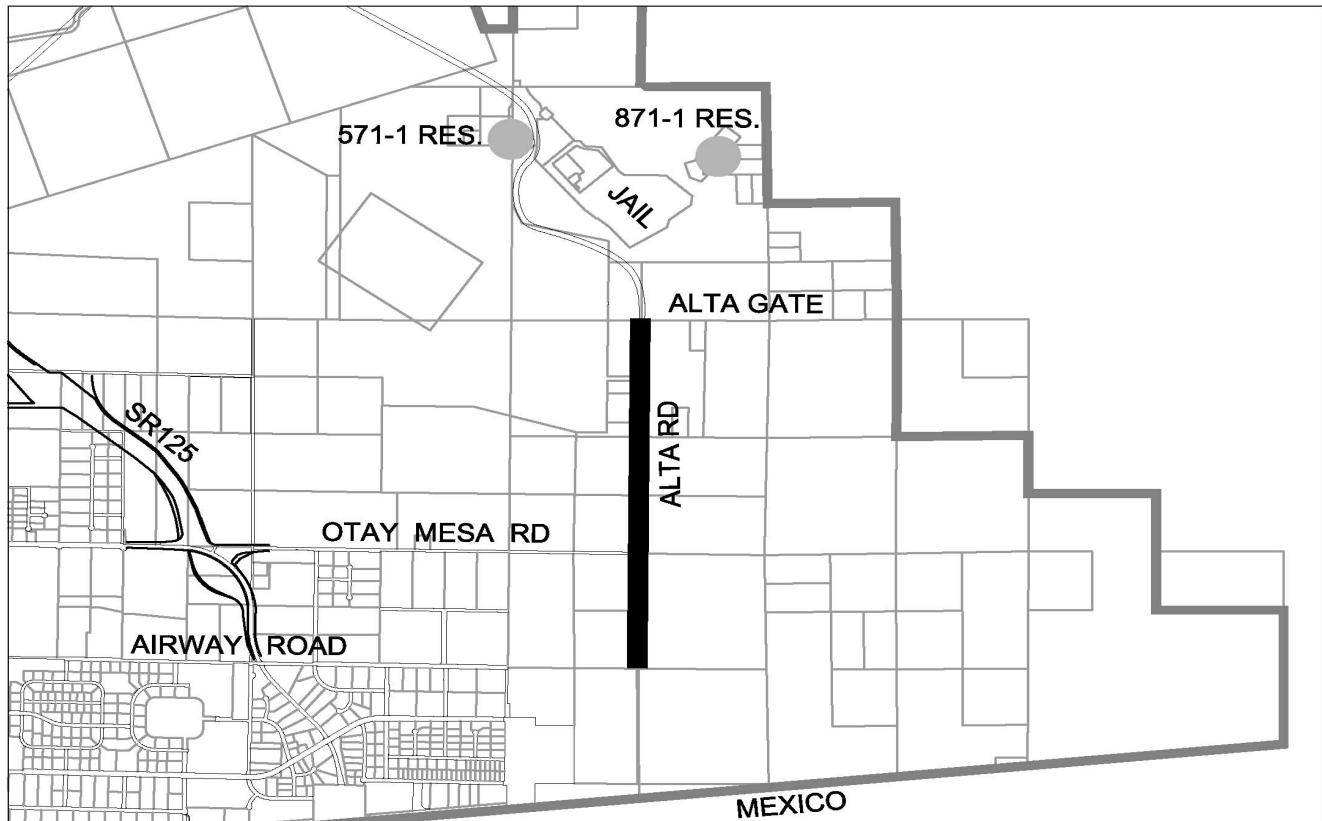 871-1 RES.
571-1 RES.
JAIL
ALTA GATE
SR125
ALTA RD
OTAY MESA RD
AIRWAY ROAD
MEXICO